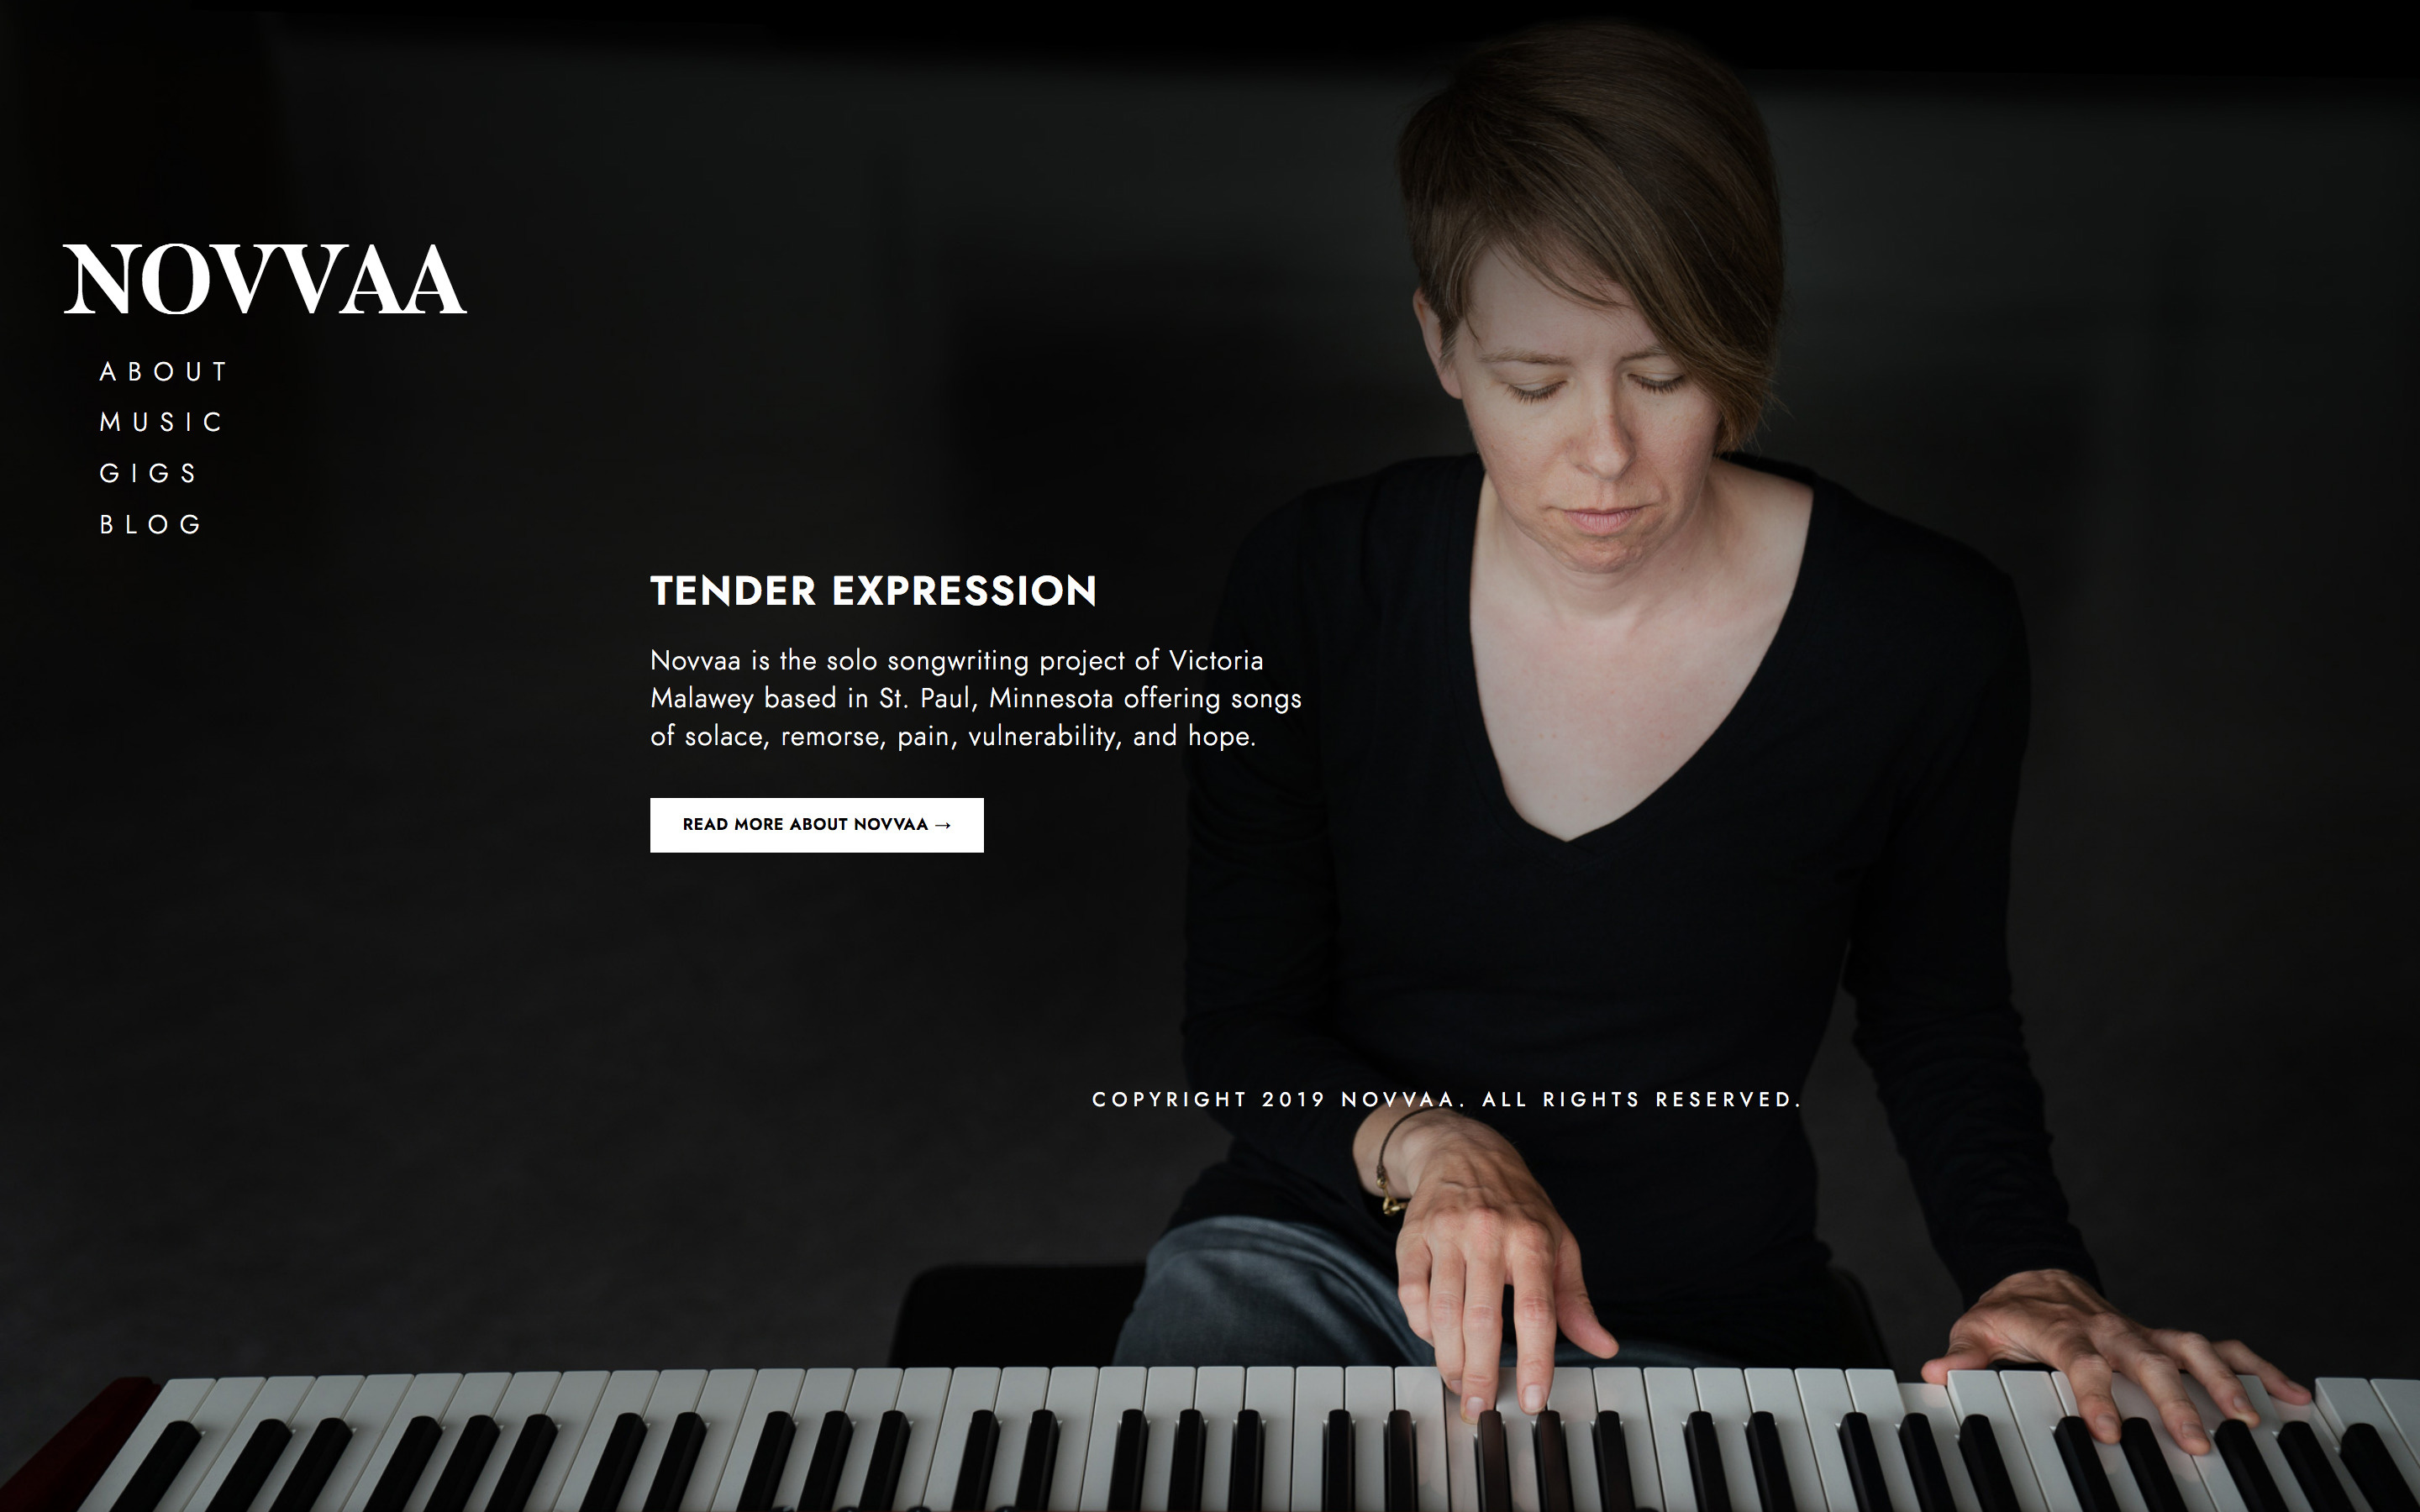 NOVVAA
ABOUT
MUSIC
GIGS
BLOG
TENDER EXPRESSION
Novvaa is the solo songwriting project of Victoria
Malawey based in St. Paul, Minnesota offering songs
of solace, remorse, pain, vulnerability, and hope.
READ MORE ABOUT NOVVAA →
COPYRIGHT 2019 NOVVAA. ALL RIGHTS RESERVED.